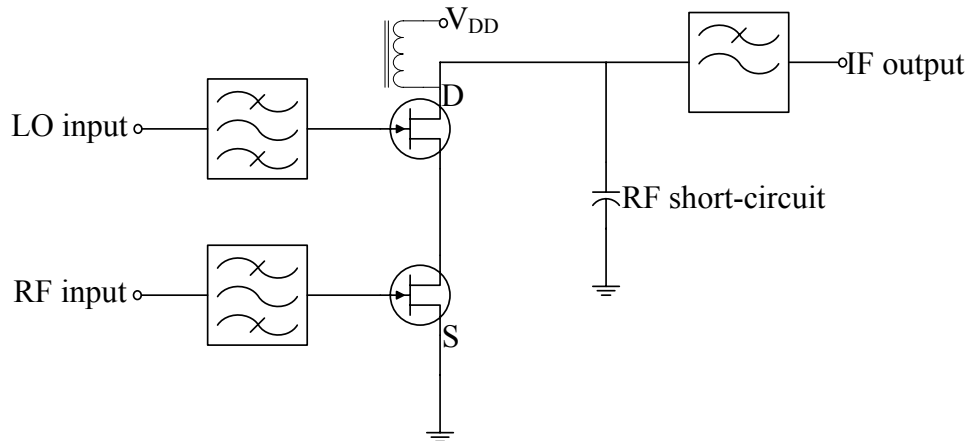 V_DD
D
IF output
LO input
RF short-circuit
RF input
S